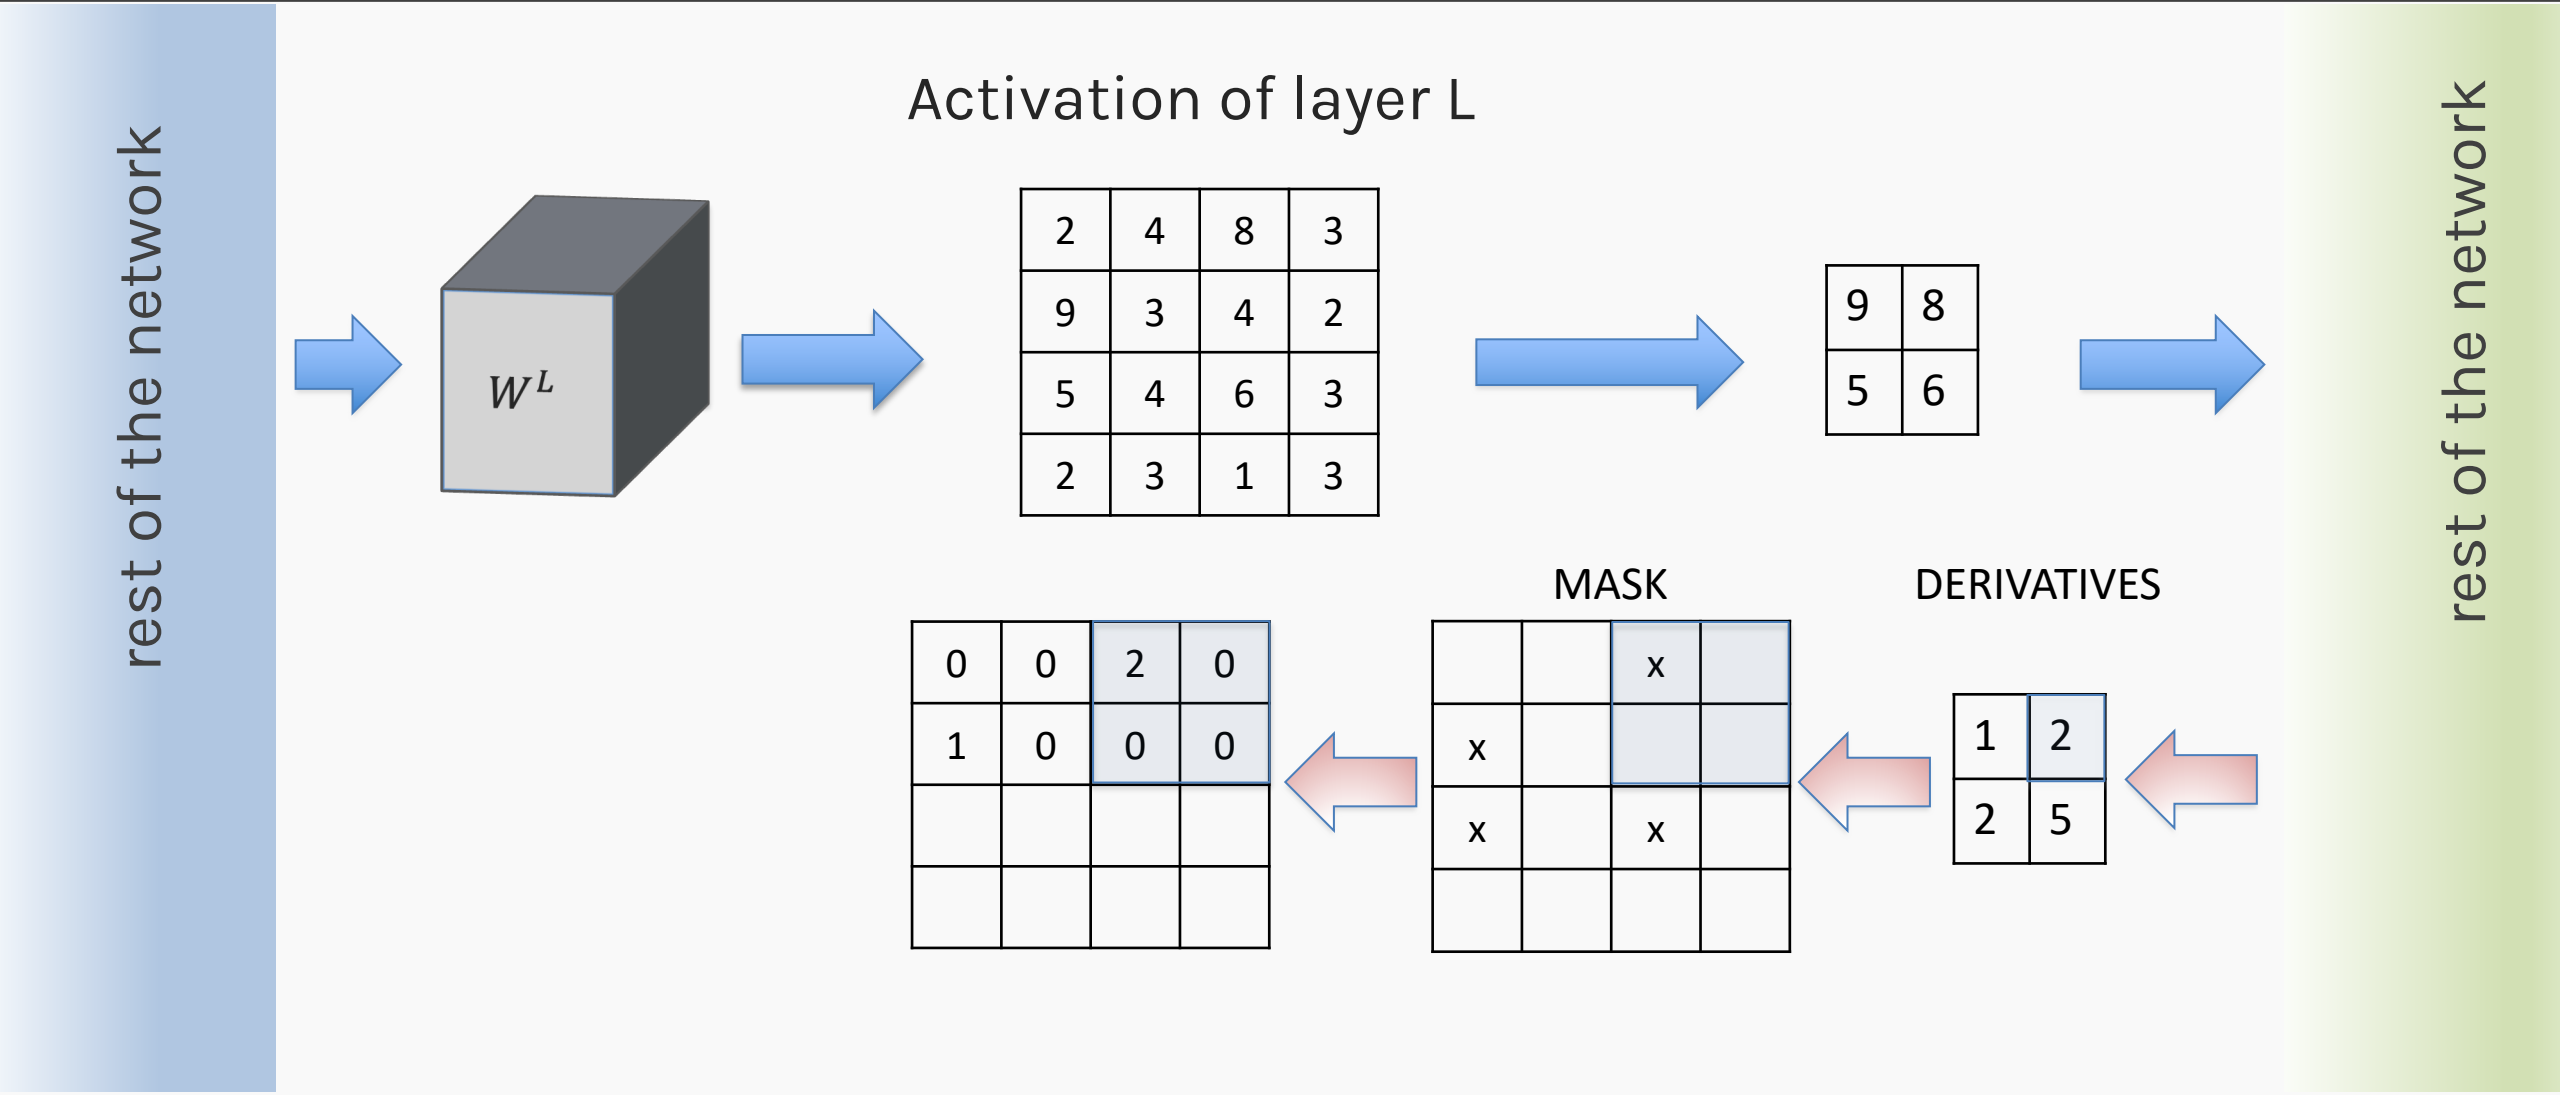 rest of the network
Activation of layer L
W^L
2 4 8 3
9 3 4 2
5 4 6 3
2 3 1 3
9 8
5 6
rest of the network
MASK
DERIVATIVES
0 0 2 0
1 0 0 0
x
x
x x
1 2
2 5